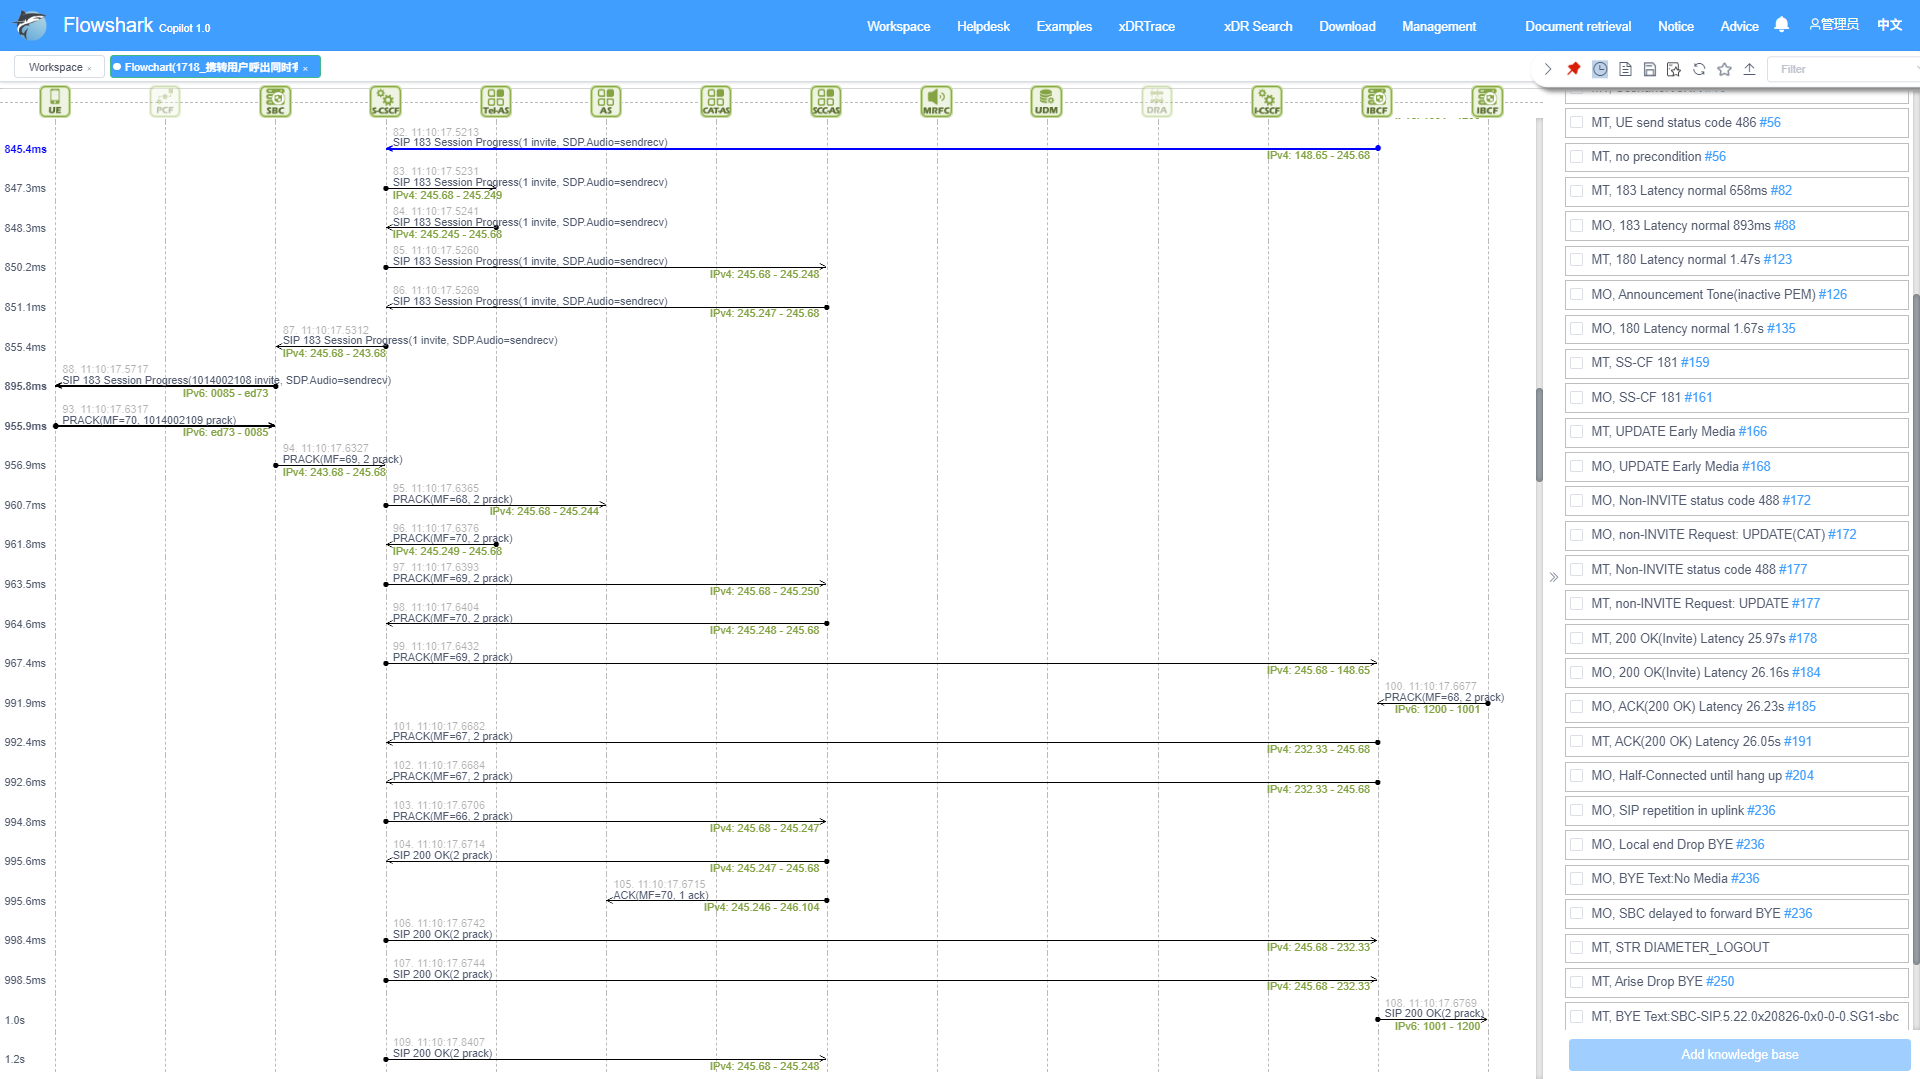 Flowshark Copilot 1.0
Workspace
Helpdesk
Examples
xDRTrace
xDR Search
Download
Management
Document retrieval
Notice
Advice
管理员
中文
Workspace ×
Flowchart(1718_携转用户呼出同时有 ×
Filter
UE
PCF
SBC
S-CSCF
Tel-AS
AS
CAT-AS
SCC-AS
MRFC
UDM
DRA
I-CSCF
IBCF
IBCF
845.4ms
82. 11:10:17.5213
SIP 183 Session Progress(1 invite, SDP.Audio=sendrecv)
IPv4: 148.65 - 245.68
847.3ms
83. 11:10:17.5231
SIP 183 Session Progress(1 invite, SDP.Audio=sendrecv)
IPv4: 245.68 - 245.249
848.3ms
84. 11:10:17.5241
SIP 183 Session Progress(1 invite, SDP.Audio=sendrecv)
IPv4: 245.245 - 245.68
850.2ms
85. 11:10:17.5260
SIP 183 Session Progress(1 invite, SDP.Audio=sendrecv)
IPv4: 245.68 - 245.248
851.1ms
86. 11:10:17.5269
SIP 183 Session Progress(1 invite, SDP.Audio=sendrecv)
IPv4: 245.247 - 245.68
855.4ms
87. 11:10:17.5312
SIP 183 Session Progress(1 invite, SDP.Audio=sendrecv)
IPv4: 245.68 - 243.68
895.8ms
88. 11:10:17.5717
SIP 183 Session Progress(1014002108 invite, SDP.Audio=sendrecv)
IPv6: 0085 - ed73
955.9ms
93. 11:10:17.6317
PRACK(MF=70, 1014002109 prack)
IPv6: ed73 - 0085
956.9ms
94. 11:10:17.6327
PRACK(MF=69, 2 prack)
IPv4: 243.68 - 245.68
960.7ms
95. 11:10:17.6365
PRACK(MF=68, 2 prack)
IPv4: 245.68 - 245.244
961.8ms
96. 11:10:17.6376
PRACK(MF=70, 2 prack)
IPv4: 245.249 - 245.68
963.5ms
97. 11:10:17.6393
PRACK(MF=69, 2 prack)
IPv4: 245.68 - 245.250
964.6ms
98. 11:10:17.6404
PRACK(MF=70, 2 prack)
IPv4: 245.248 - 245.68
967.4ms
99. 11:10:17.6432
PRACK(MF=69, 2 prack)
IPv4: 245.68 - 148.65
991.9ms
100. 11:10:17.6677
PRACK(MF=68, 2 prack)
IPv6: 1200 - 1001
992.4ms
101. 11:10:17.6682
PRACK(MF=67, 2 prack)
IPv4: 232.33 - 245.68
992.6ms
102. 11:10:17.6684
PRACK(MF=67, 2 prack)
IPv4: 232.33 - 245.68
994.8ms
103. 11:10:17.6706
PRACK(MF=66, 2 prack)
IPv4: 245.68 - 245.247
995.6ms
104. 11:10:17.6714
SIP 200 OK(2 prack)
IPv4: 245.247 - 245.68
995.6ms
105. 11:10:17.6715
ACK(MF=70, 1 ack)
IPv4: 245.246 - 246.104
998.4ms
106. 11:10:17.6742
SIP 200 OK(2 prack)
IPv4: 245.68 - 232.33
998.5ms
107. 11:10:17.6744
SIP 200 OK(2 prack)
IPv4: 245.68 - 232.33
1.0s
108. 11:10:17.6769
SIP 200 OK(2 prack)
IPv6: 1001 - 1200
1.2s
109. 11:10:17.8407
SIP 200 OK(2 prack)
IPv4: 245.68 - 245.248
MT, UE send status code 486 #56
MT, no precondition #56
MT, 183 Latency normal 658ms #82
MO, 183 Latency normal 893ms #88
MT, 180 Latency normal 1.47s #123
MO, Announcement Tone(inactive PEM) #126
MO, 180 Latency normal 1.67s #135
MT, SS-CF 181 #159
MO, SS-CF 181 #161
MT, UPDATE Early Media #166
MO, UPDATE Early Media #168
MO, Non-INVITE status code 488 #172
MO, non-INVITE Request: UPDATE(CAT) #172
MT, Non-INVITE status code 488 #177
MT, non-INVITE Request: UPDATE #177
MT, 200 OK(Invite) Latency 25.97s #178
MO, 200 OK(Invite) Latency 26.16s #184
MO, ACK(200 OK) Latency 26.23s #185
MT, ACK(200 OK) Latency 26.05s #191
MO, Half-Connected until hang up #204
MO, SIP repetition in uplink #236
MO, Local end Drop BYE #236
MO, BYE Text:No Media #236
MO, SBC delayed to forward BYE #236
MT, STR DIAMETER_LOGOUT
MT, Arise Drop BYE #250
MT, BYE Text:SBC-SIP.5.22.0x20826-0x0-0-0.SG1-sbc
Add knowledge base